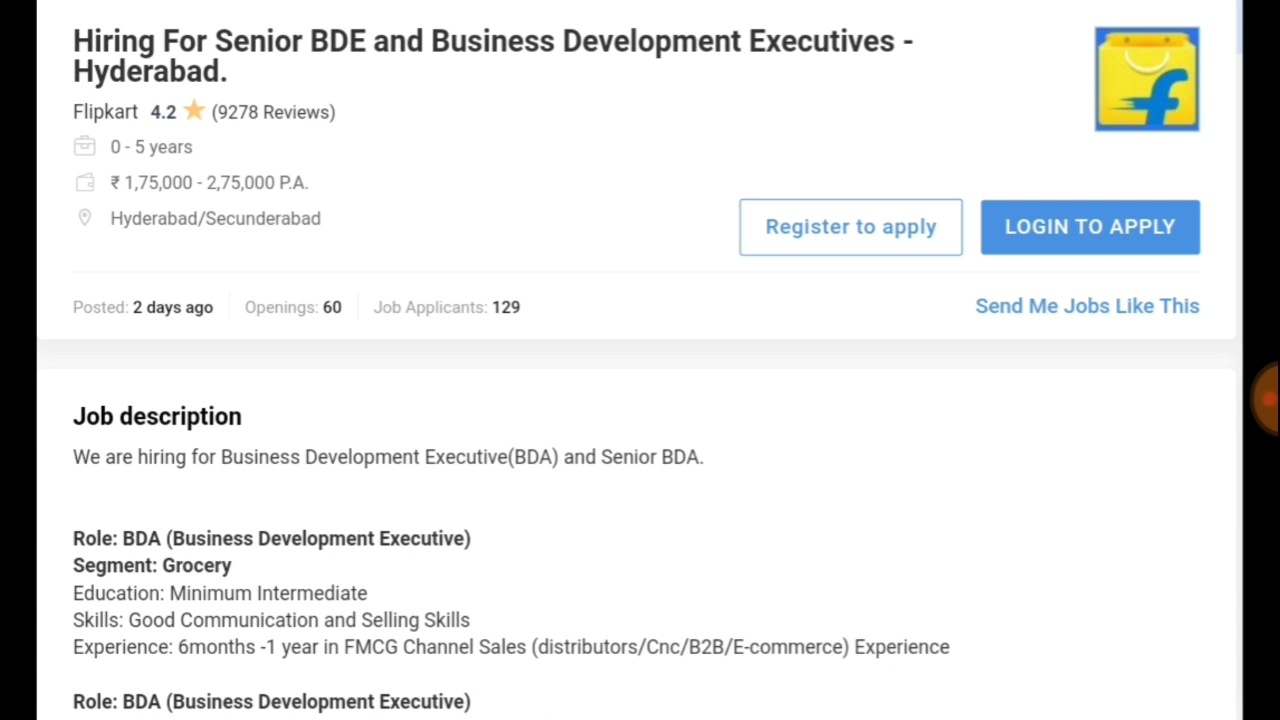 Hiring For Senior BDE and Business Development Executives -
Hyderabad.
Flipkart 4.2 (9278 Reviews)
0 - 5 years
₹ 1,75,000 - 2,75,000 P.A.
Hyderabad/Secunderabad
Register to apply
LOGIN TO APPLY
Posted: 2 days ago Openings: 60 Job Applicants: 129
Send Me Jobs Like This
Job description
We are hiring for Business Development Executive(BDA) and Senior BDA.
Role: BDA (Business Development Executive)
Segment: Grocery
Education: Minimum Intermediate
Skills: Good Communication and Selling Skills
Experience: 6months -1 year in FMCG Channel Sales (distributors/Cnc/B2B/E-commerce) Experience
Role: BDA (Business Development Executive)